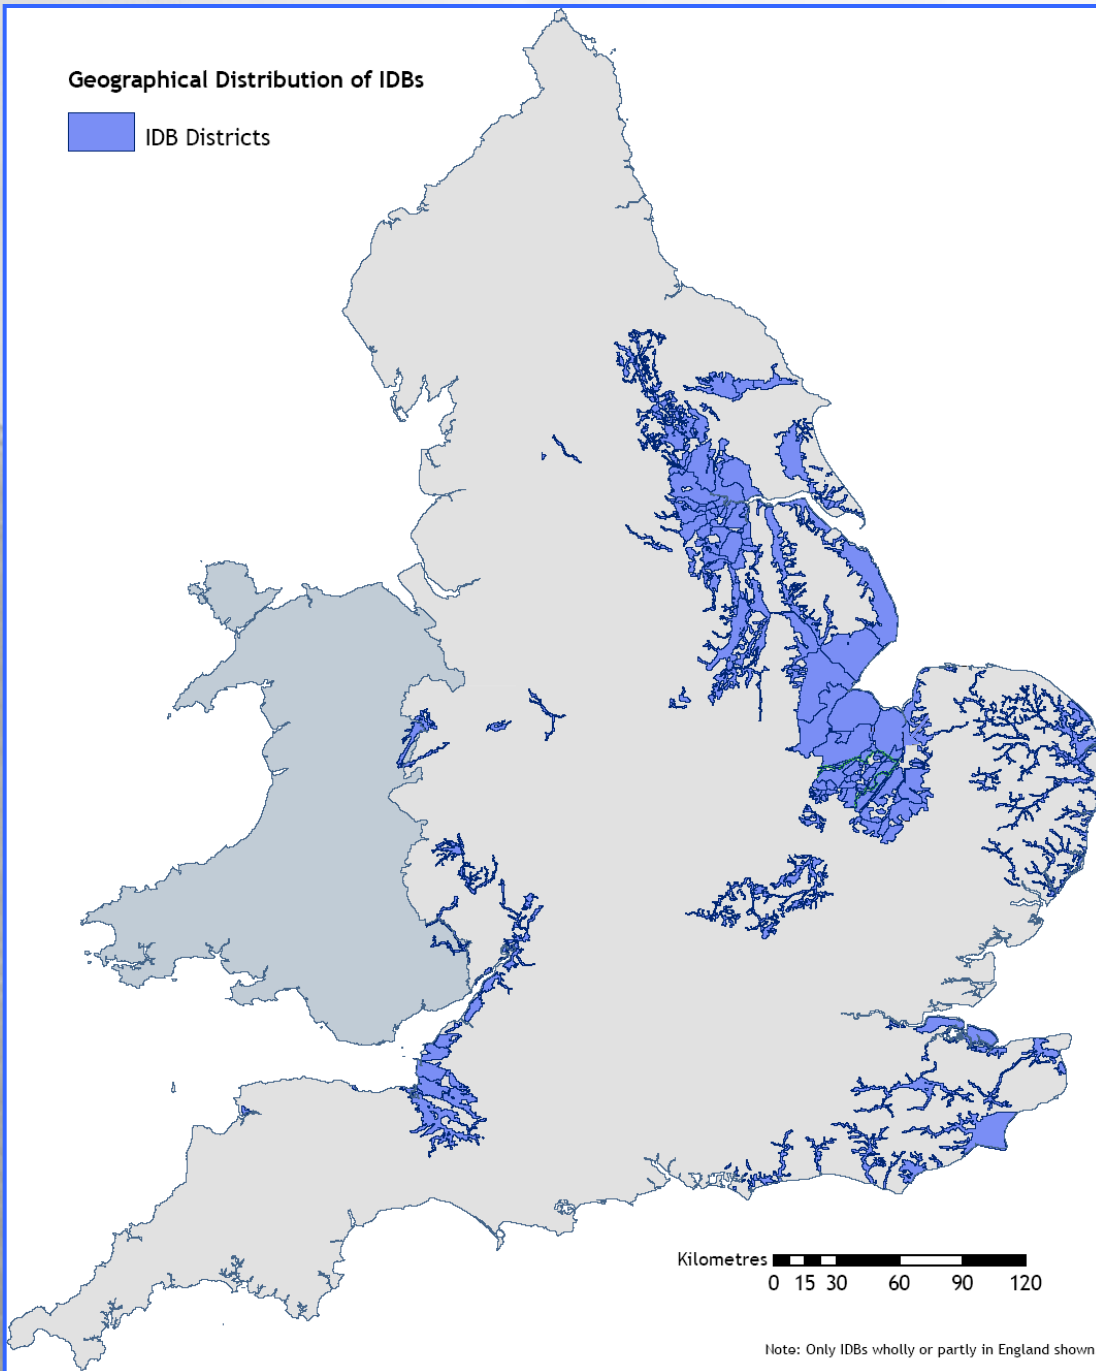 Geographical Distribution of IDBs
IDB Districts
Kilometres
0 15 30 60 90 120
Note: Only IDBs wholly or partly in England shown